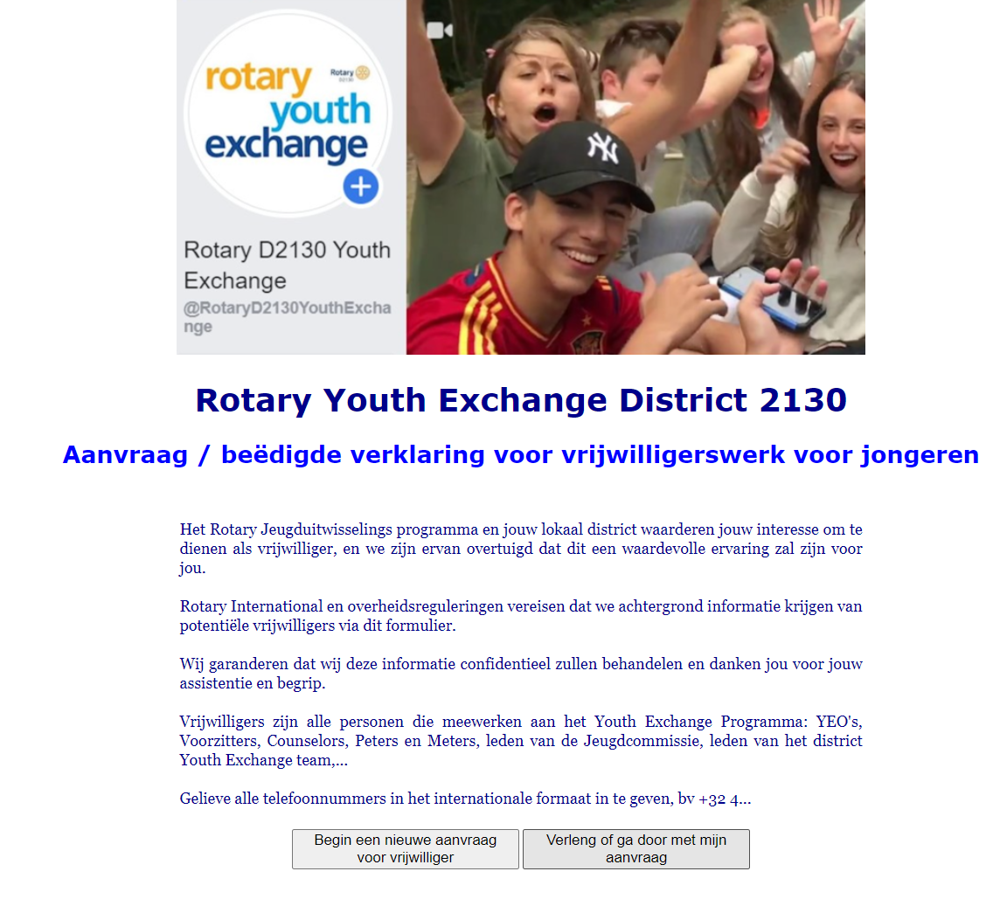 rotary
Rotary
D2130
youth
exchange
Rotary D2130 Youth
Exchange
@RotaryD2130YouthExcha
nge
NY
Rotary Youth Exchange District 2130
Aanvraag / beëdigde verklaring voor vrijwilligerswerk voor jongeren
Het Rotary Jeugduitwisselings programma en jouw lokaal district waarderen jouw interesse om te
dienen als vrijwilliger, en we zijn ervan overtuigd dat dit een waardevolle ervaring zal zijn voor
jou.
Rotary International en overheidsreguleringen vereisen dat we achtergrond informatie krijgen van
potentiële vrijwilligers via dit formulier.
Wij garanderen dat wij deze informatie confidentieel zullen behandelen en danken jou voor jouw
assistentie en begrip.
Vrijwilligers zijn alle personen die meewerken aan het Youth Exchange Programma: YEO's,
Voorzitters, Counselors, Peters en Meters, leden van de Jeugdcommissie, leden van het district
Youth Exchange team,...
Gelieve alle telefoonnummers in het internationale formaat in te geven, bv +32 4...
Begin een nieuwe aanvraag
voor vrijwilliger
Verleng of ga door met mijn
aanvraag